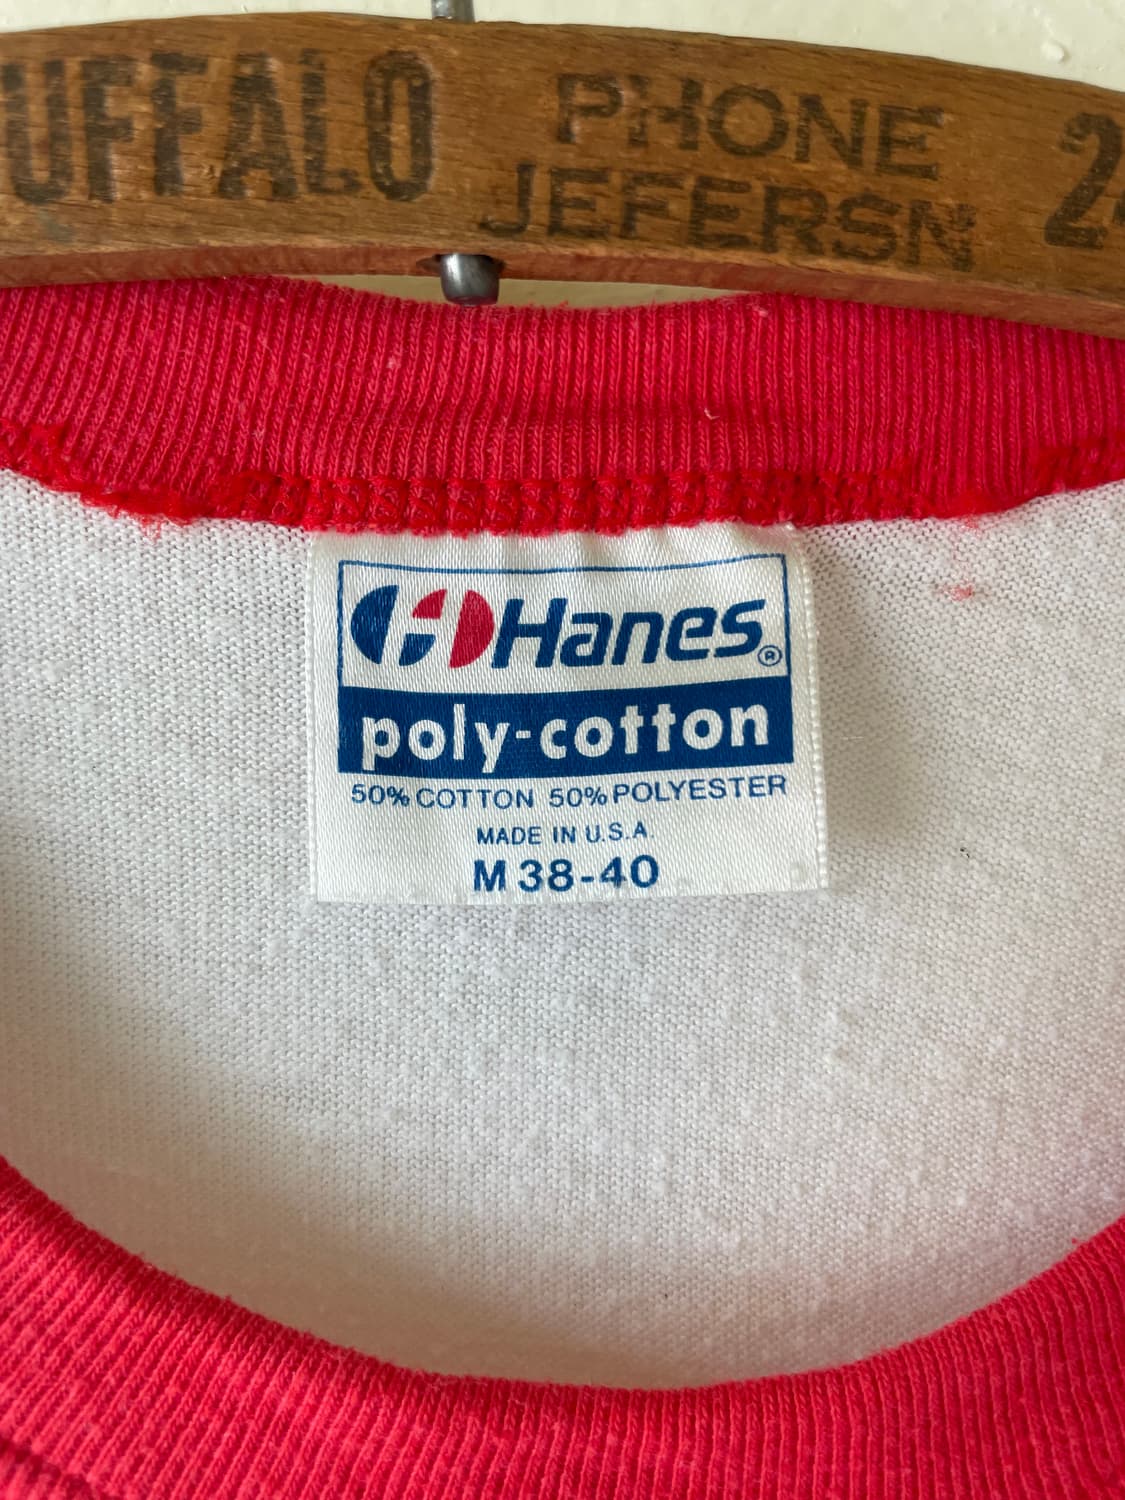 UFFALO
PHONE
JEFERSN
2
Hanes®
poly-cotton
50% COTTON 50% POLYESTER
MADE IN U.S.A.
M 38-40